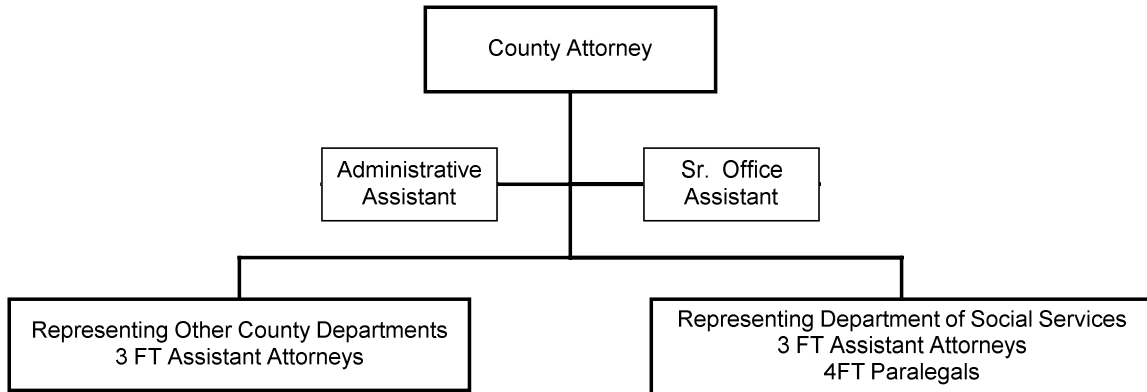 County Attorney
Administrative
Assistant
Sr. Office
Assistant
Representing Other County Departments
3 FT Assistant Attorneys
Representing Department of Social Services
3 FT Assistant Attorneys
4FT Paralegals